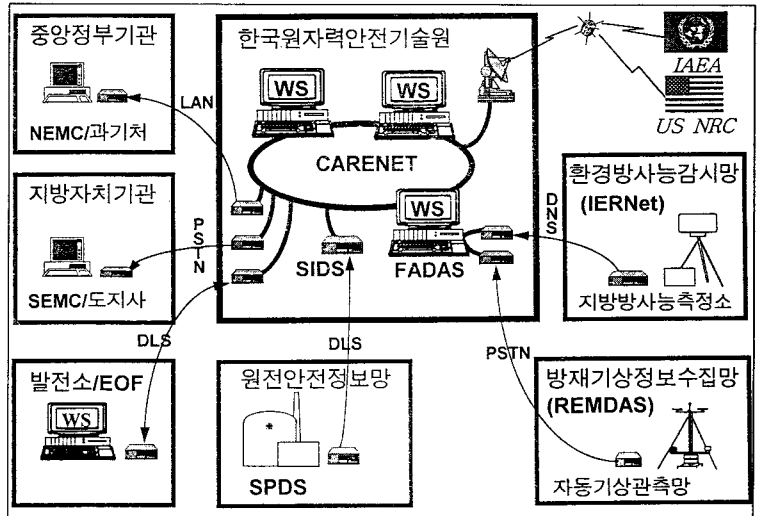 중앙정부기관
NEMC/과기처
LAN
한국원자력안전기술원
WS
WS
CARENET
WS
SIDS
FADAS
IAEA
US NRC
지방자치기관
SEMC/도지사
PSTN
DNS
환경방사능감시망
(IERNet)
지방방사능측정소
DLS
발전소/EOF
WS
DLS
원전안전정보망
SPDS
PSTN
방재기상정보수집망
(REMDAS)
자동기상관측망